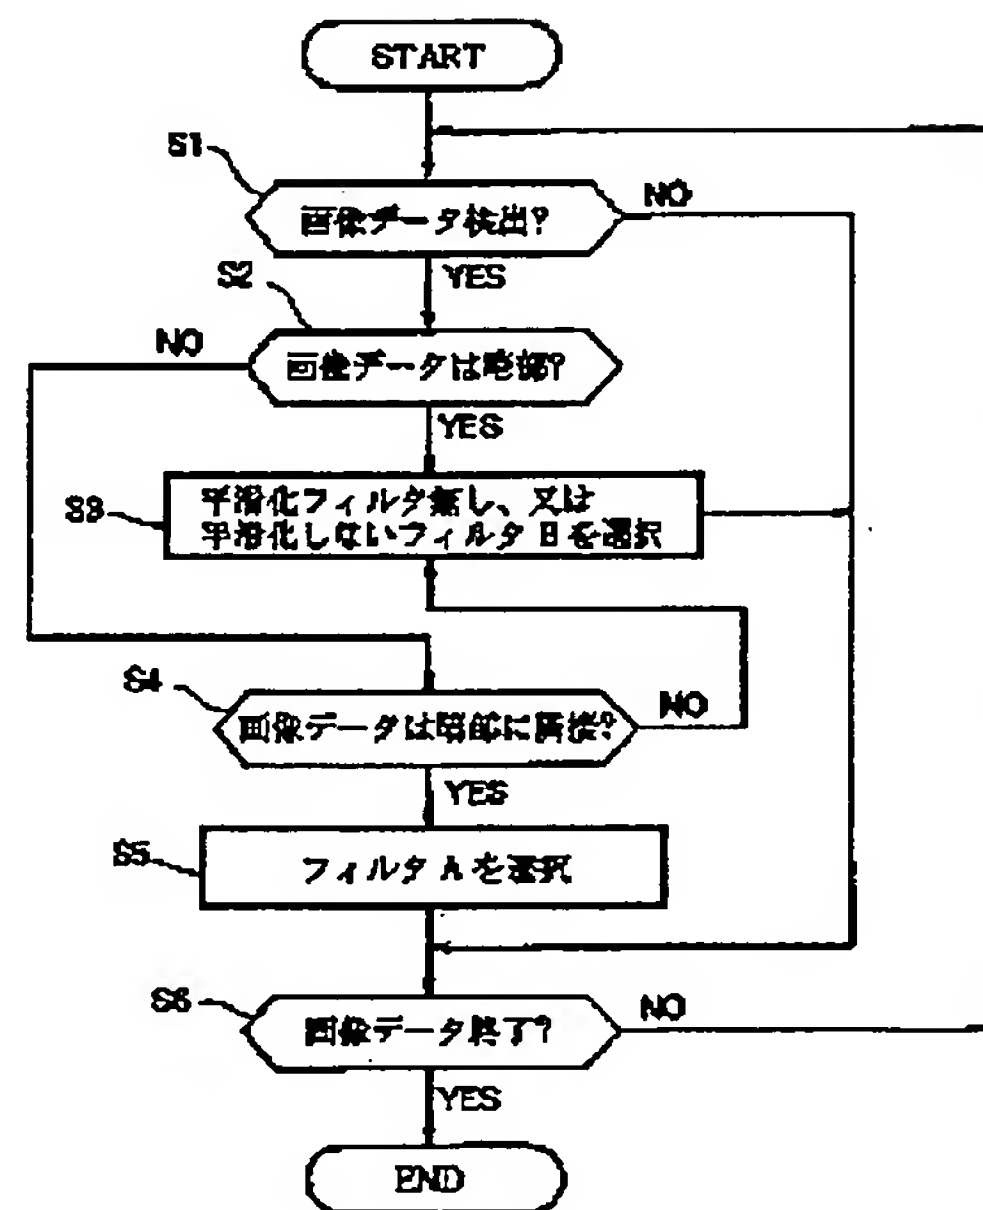 START
S1
画像データ検出?
NO
YES
S2
NO
画像データは暗部?
YES
S3
平滑化フィルタ無し、又は
平滑化しないフィルタ B を選択
S4
画像データは暗部に隣接?
NO
YES
S5
フィルタ A を選択
S6
画像データ終了?
NO
YES
END